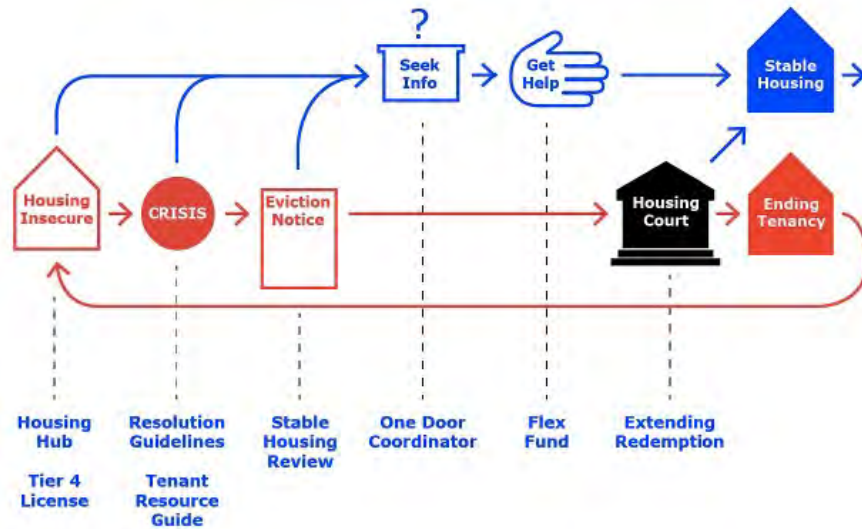 ?
Seek
Info
Get
Help
Stable
Housing
Housing
Insecure
CRISIS
Eviction
Notice
Housing
Court
Ending
Tenancy
Housing
Hub
Tier 4
License
Resolution
Guidelines
Tenant
Resource
Guide
Stable
Housing
Review
One Door
Coordinator
Flex
Fund
Extending
Redemption